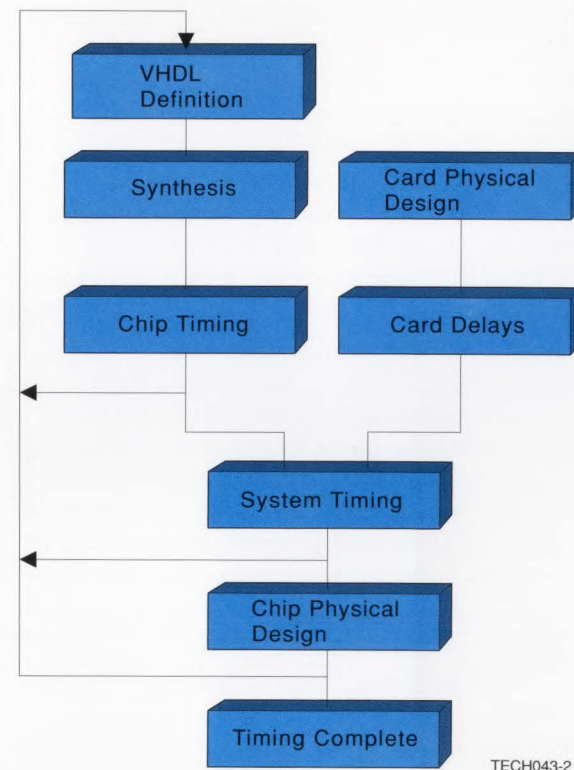 VHDL
Definition
Synthesis
Card Physical
Design
Chip Timing
Card Delays
System Timing
Chip Physical
Design
Timing Complete
TECH043-2